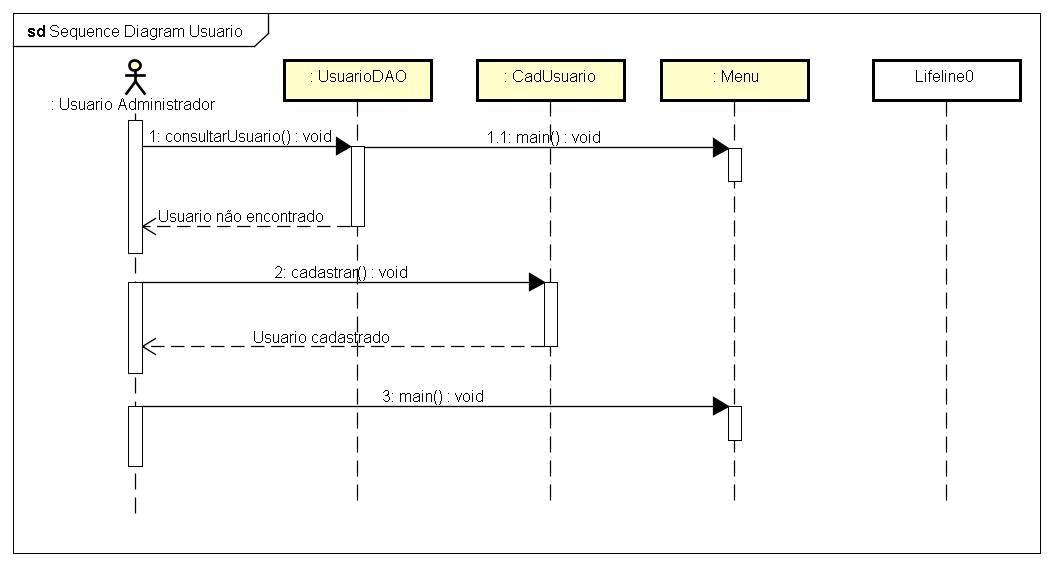 sd Sequence Diagram Usuario
: Usuario Administrador
: UsuarioDAO
: CadUsuario
: Menu
Lifeline0
1: consultarUsuario() : void
1.1: main() : void
Usuario não encontrado
2: cadastrar() : void
Usuario cadastrado
3: main() : void